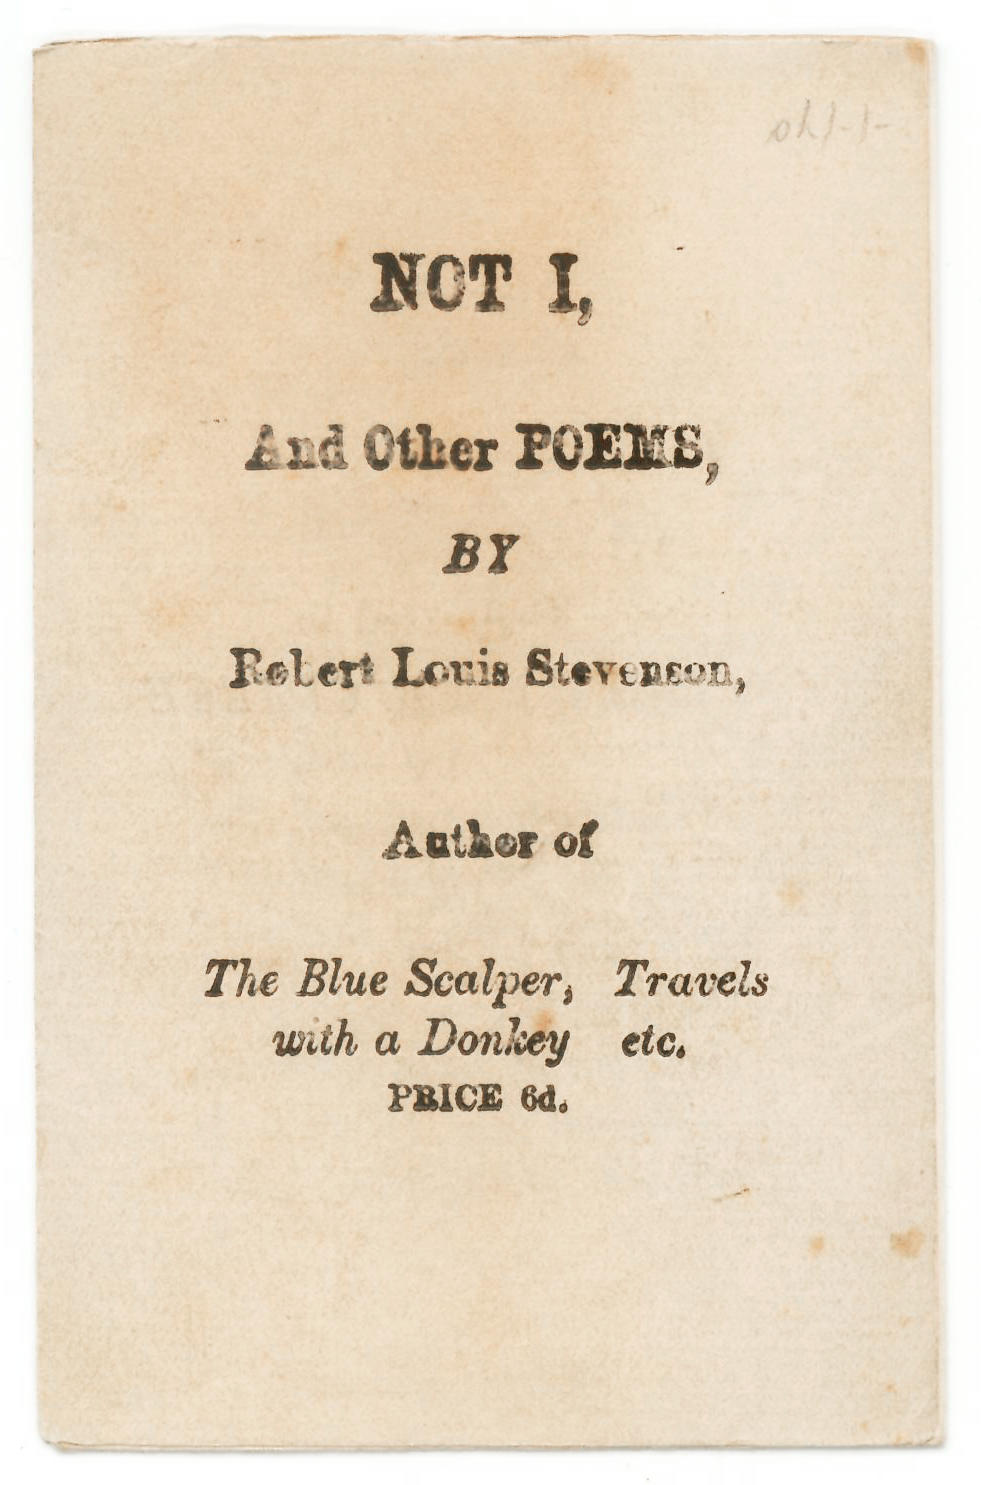 NOT I,
And Other POEMS,
BY
Robert Louis Stevenson,
Author of
The Blue Scalper, Travels
with a Donkey etc.
PRICE 6d.